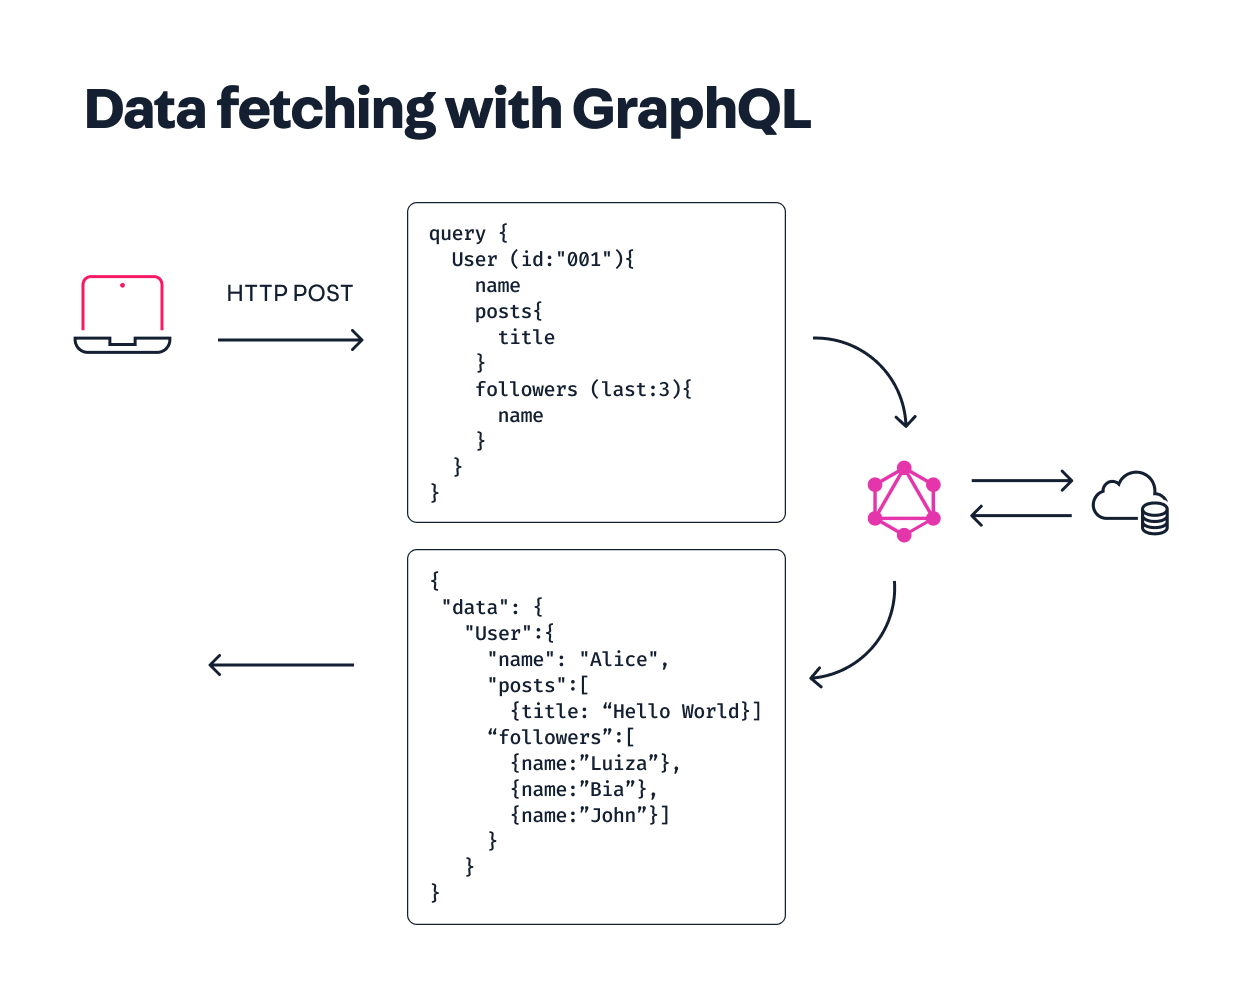 Data fetching with GraphQL
HTTP POST
query {
  User (id:"001"){
    name
    posts{
      title
    }
    followers (last:3){
      name
    }
  }
}
{
 "data": {
   "User":{
     "name": "Alice",
     "posts":[
       {title: “Hello World}]
     “followers”:[
       {name:”Luiza”},
       {name:”Bia”},
       {name:”John”}]
     }
   }
}